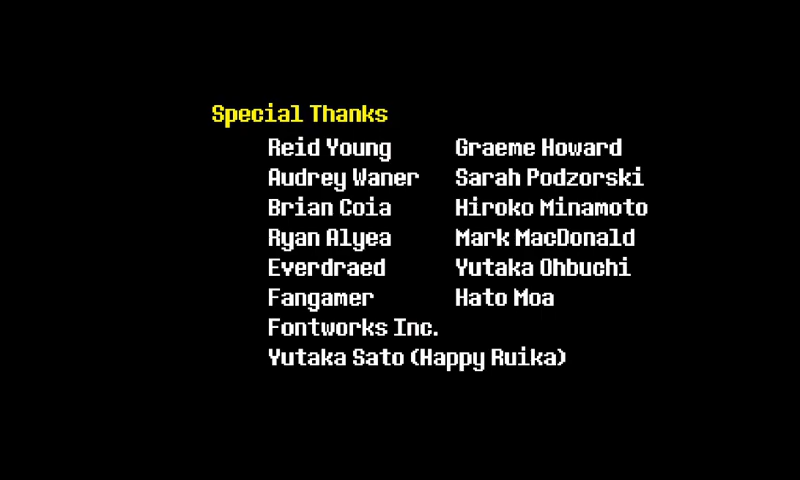 Special Thanks
Reid Young Graeme Howard
Audrey Waner Sarah Podzorski
Brian Coia Hiroko Minamoto
Ryan Alyea Mark MacDonald
Everdraed Yutaka Ohbuchi
Fangamer Hato Moa
Fontworks Inc.
Yutaka Sato (Happy Ruika)